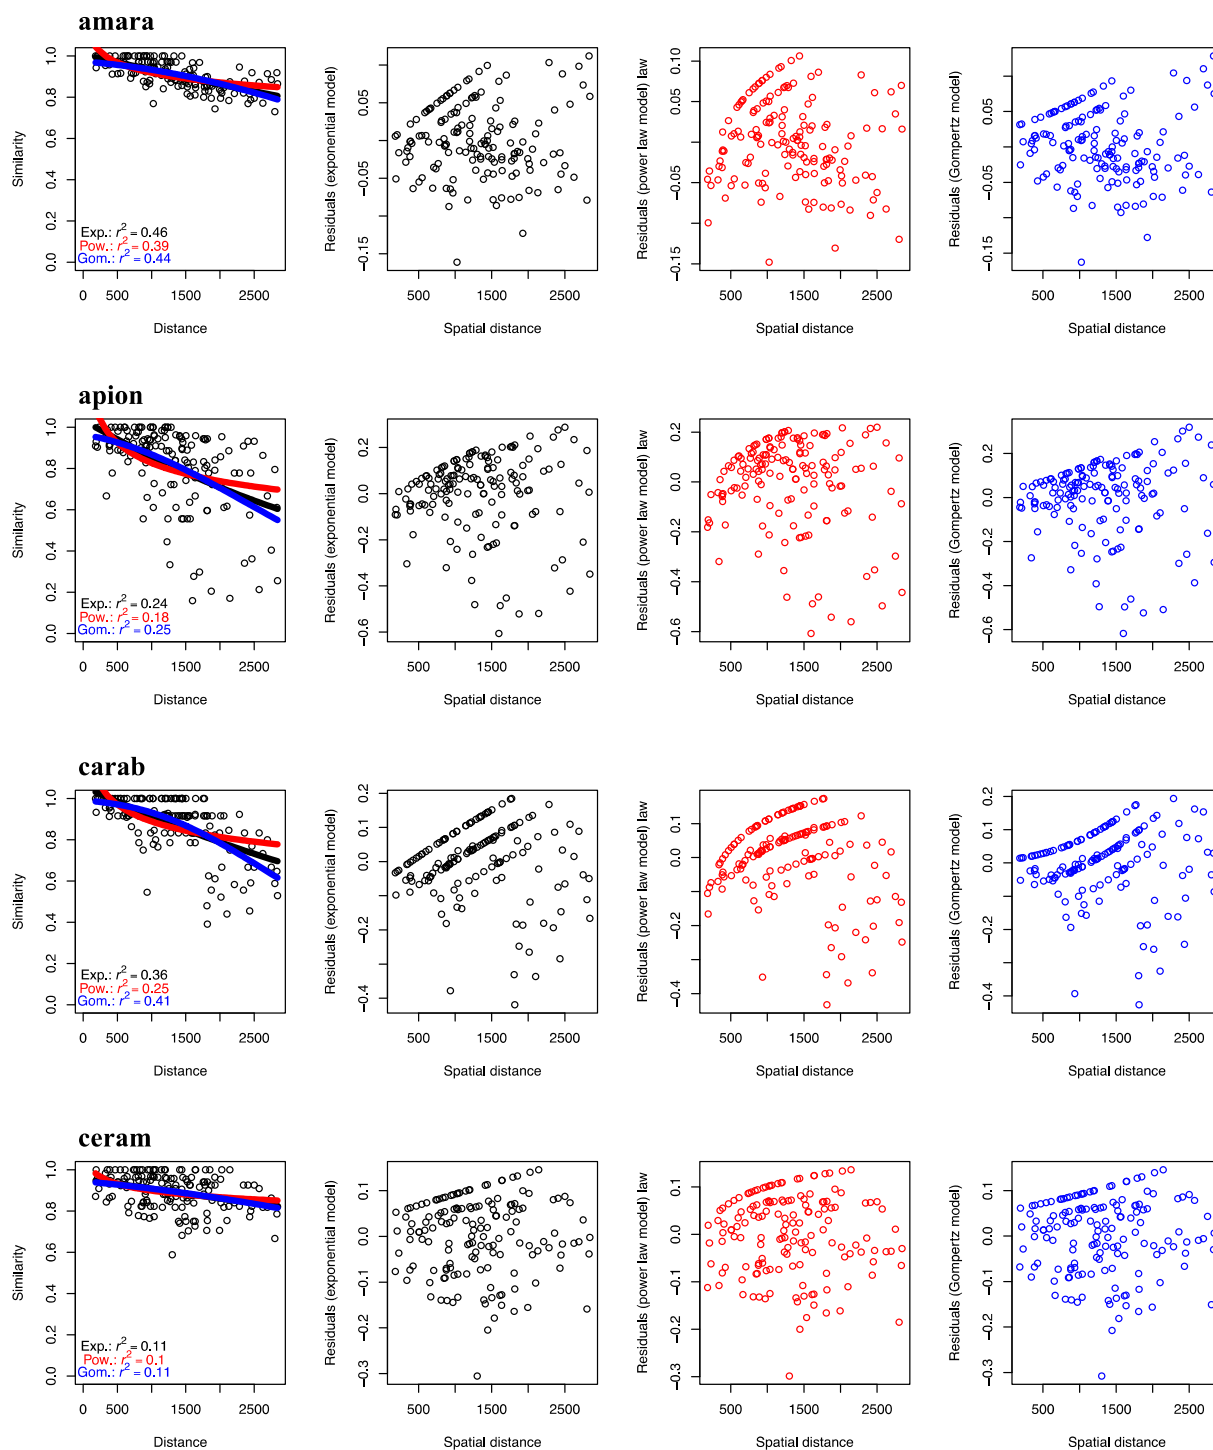 amara
Similarity
0.0 0.2 0.4 0.6 0.8 1.0
Exp.: r² = 0.46
Pow.: r² = 0.39
Gom.: r² = 0.44
0 500 1500 2500
Distance
Residuals (exponential model)
−0.15 −0.05 0.05
500 1500 2500
Spatial distance
Residuals (power law model) law
−0.15 −0.05 0.05 0.10
500 1500 2500
Spatial distance
Residuals (Gompertz model)
−0.15 −0.05 0.05
500 1500 2500
Spatial distance
apion
Similarity
0.0 0.2 0.4 0.6 0.8 1.0
Exp.: r² = 0.24
Pow.: r² = 0.18
Gom.: r² = 0.25
0 500 1500 2500
Distance
Residuals (exponential model)
−0.6 −0.4 −0.2 0.0 0.2
500 1500 2500
Spatial distance
Residuals (power law model) law
−0.6 −0.4 −0.2 0.0 0.2
500 1500 2500
Spatial distance
Residuals (Gompertz model)
−0.6 −0.4 −0.2 0.0 0.2
500 1500 2500
Spatial distance
carab
Similarity
0.0 0.2 0.4 0.6 0.8 1.0
Exp.: r² = 0.36
Pow.: r² = 0.25
Gom.: r² = 0.41
0 500 1500 2500
Distance
Residuals (exponential model)
−0.4 −0.2 0.0 0.1 0.2
500 1500 2500
Spatial distance
Residuals (power law model) law
−0.4 −0.2 0.0 0.1 0.2
500 1500 2500
Spatial distance
Residuals (Gompertz model)
−0.4 −0.2 0.0 0.1 0.2
500 1500 2500
Spatial distance
ceram
Similarity
0.0 0.2 0.4 0.6 0.8 1.0
Exp.: r² = 0.11
Pow.: r² = 0.1
Gom.: r² = 0.11
0 500 1500 2500
Distance
Residuals (exponential model)
−0.3 −0.2 −0.1 0.0 0.1
500 1500 2500
Spatial distance
Residuals (power law model) law
−0.3 −0.2 −0.1 0.0 0.1
500 1500 2500
Spatial distance
Residuals (Gompertz model)
−0.3 −0.2 −0.1 0.0 0.1
500 1500 2500
Spatial distance